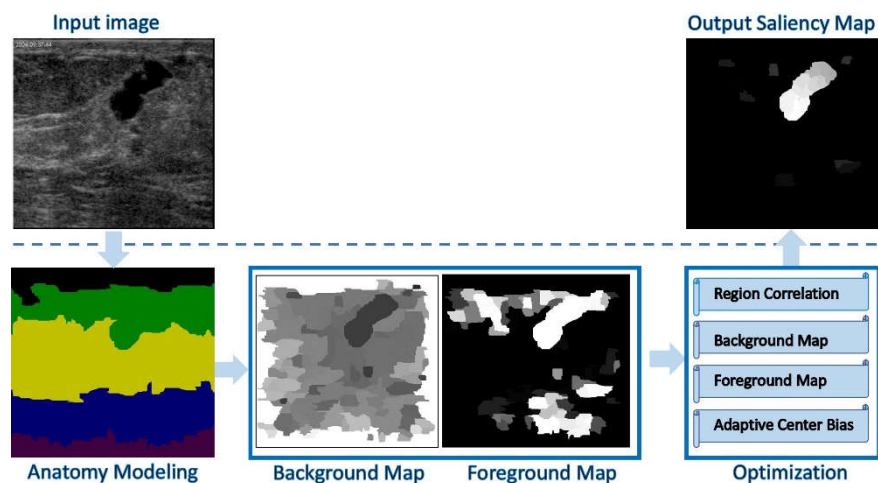 Input image
Output Saliency Map
Region Correlation
Background Map
Foreground Map
Adaptive Center Bias
Anatomy Modeling
Background Map
Foreground Map
Optimization